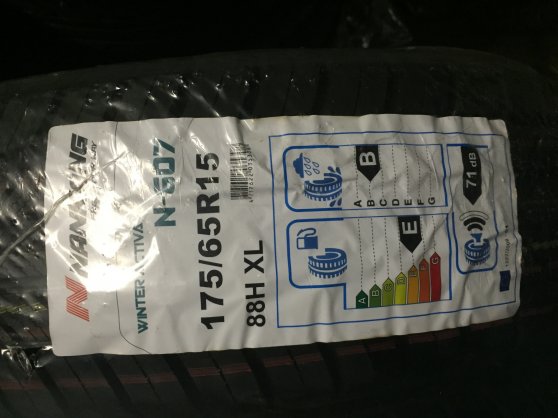 NANKANG
WINTER ACTIVA
N-607
175/65R15
88H XL
B
A
B
C
D
E
F
G
E
A
B
C
D
E
F
G
71 dB